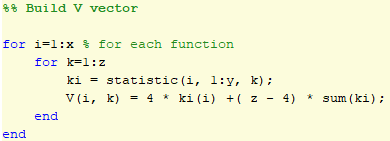 %% Build V vector
for i=1:x % for each function
for k=1:z
ki = statistic(i, 1:y, k);
V(i, k) = 4 * ki(i) +( z - 4) * sum(ki);
end
end